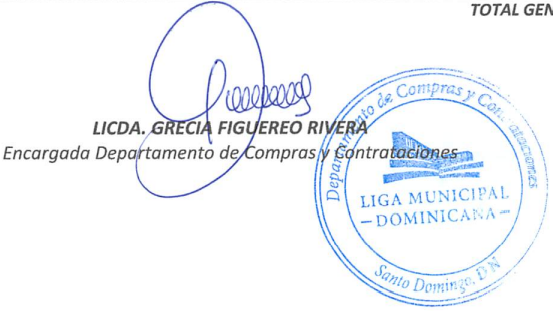 TOTAL GEN
LICDA. GRECIA FIGUEREO RIVERA
Encargada Departamento de Compras y Contrataciones
Departamento de Compras y Contrataciones
LIGA MUNICIPAL
—DOMINICANA—
Santo Domingo, D N